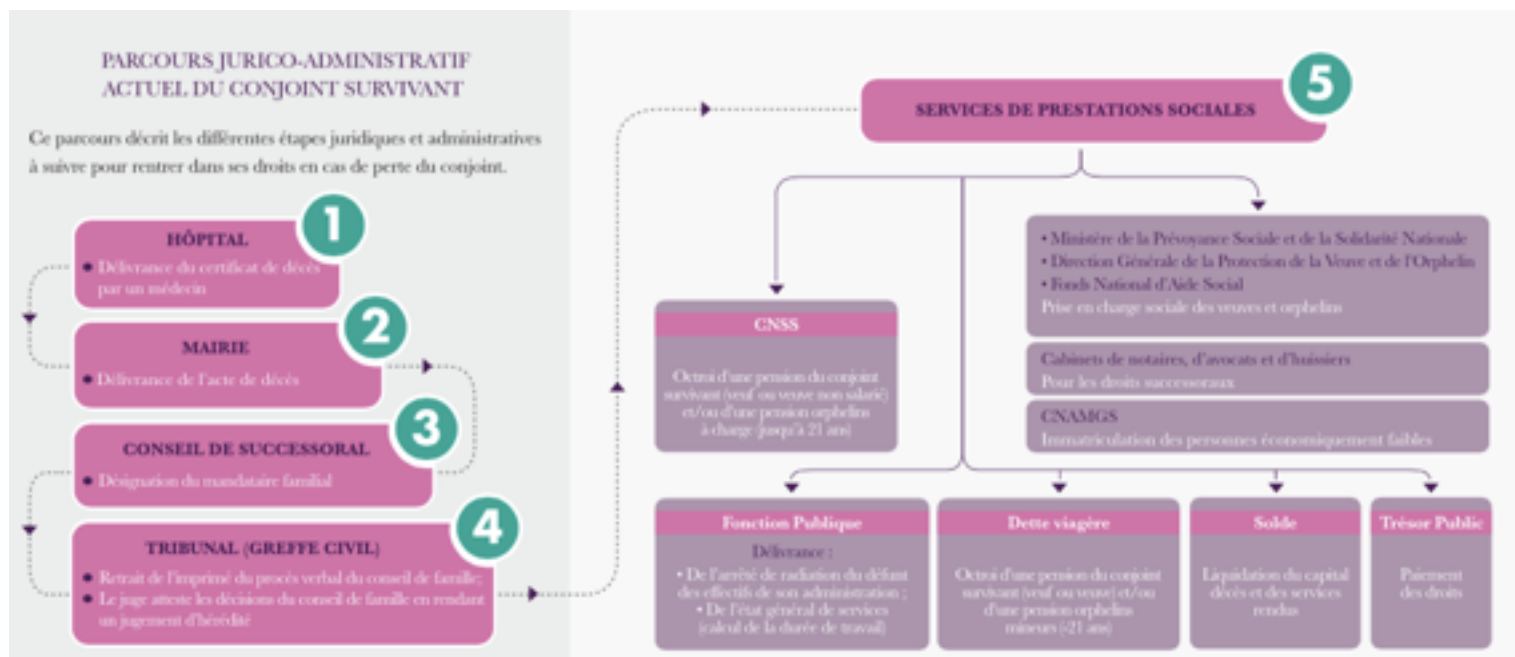 PARCOURS JURICO-ADMINISTRATIF
ACTUEL DU CONJOINT SURVIVANT
Ce parcours décrit les différentes étapes juridiques et administratives
à suivre pour rentrer dans ses droits en cas de perte du conjoint.
1
HÔPITAL
• Délivrance du certificat de décès
par un médecin
2
MAIRIE
• Délivrance de l'acte de décès
3
CONSEIL DE SUCCESSORAL
• Désignation du mandataire familial
4
TRIBUNAL (GREFFE CIVIL)
• Retrait de l'imprimé du procès verbal du conseil de famille;
• Le juge atteste les décisions du conseil de famille en rendant
un jugement d'hérédité
5
SERVICES DE PRESTATIONS SOCIALES
CNSS
Octroi d'une pension du conjoint
survivant (veuf ou veuve non salarié)
et/ou d'une pension orphelins
à charge (jusqu'à 21 ans)
• Ministère de la Prévoyance Sociale et de la Solidarité Nationale
• Direction Générale de la Protection de la Veuve et de l'Orphelin
• Fonds National d'Aide Social
Prise en charge sociale des veuves et orphelins
Cabinets de notaires, d'avocats et d'huissiers
Pour les droits successoraux
CNAMGS
Immatriculation des personnes économiquement faibles
Fonction Publique
Délivrance :
• De l'arrêté de radiation du défunt
des effectifs de son administration ;
• De l'état général de services
(calcul de la durée de travail)
Dette viagère
Octroi d'une pension du conjoint
survivant (veuf ou veuve) et/ou
d'une pension orphelins
mineurs (-21 ans)
Solde
Liquidation du capital
décès et des services
rendus
Trésor Public
Paiement
des droits